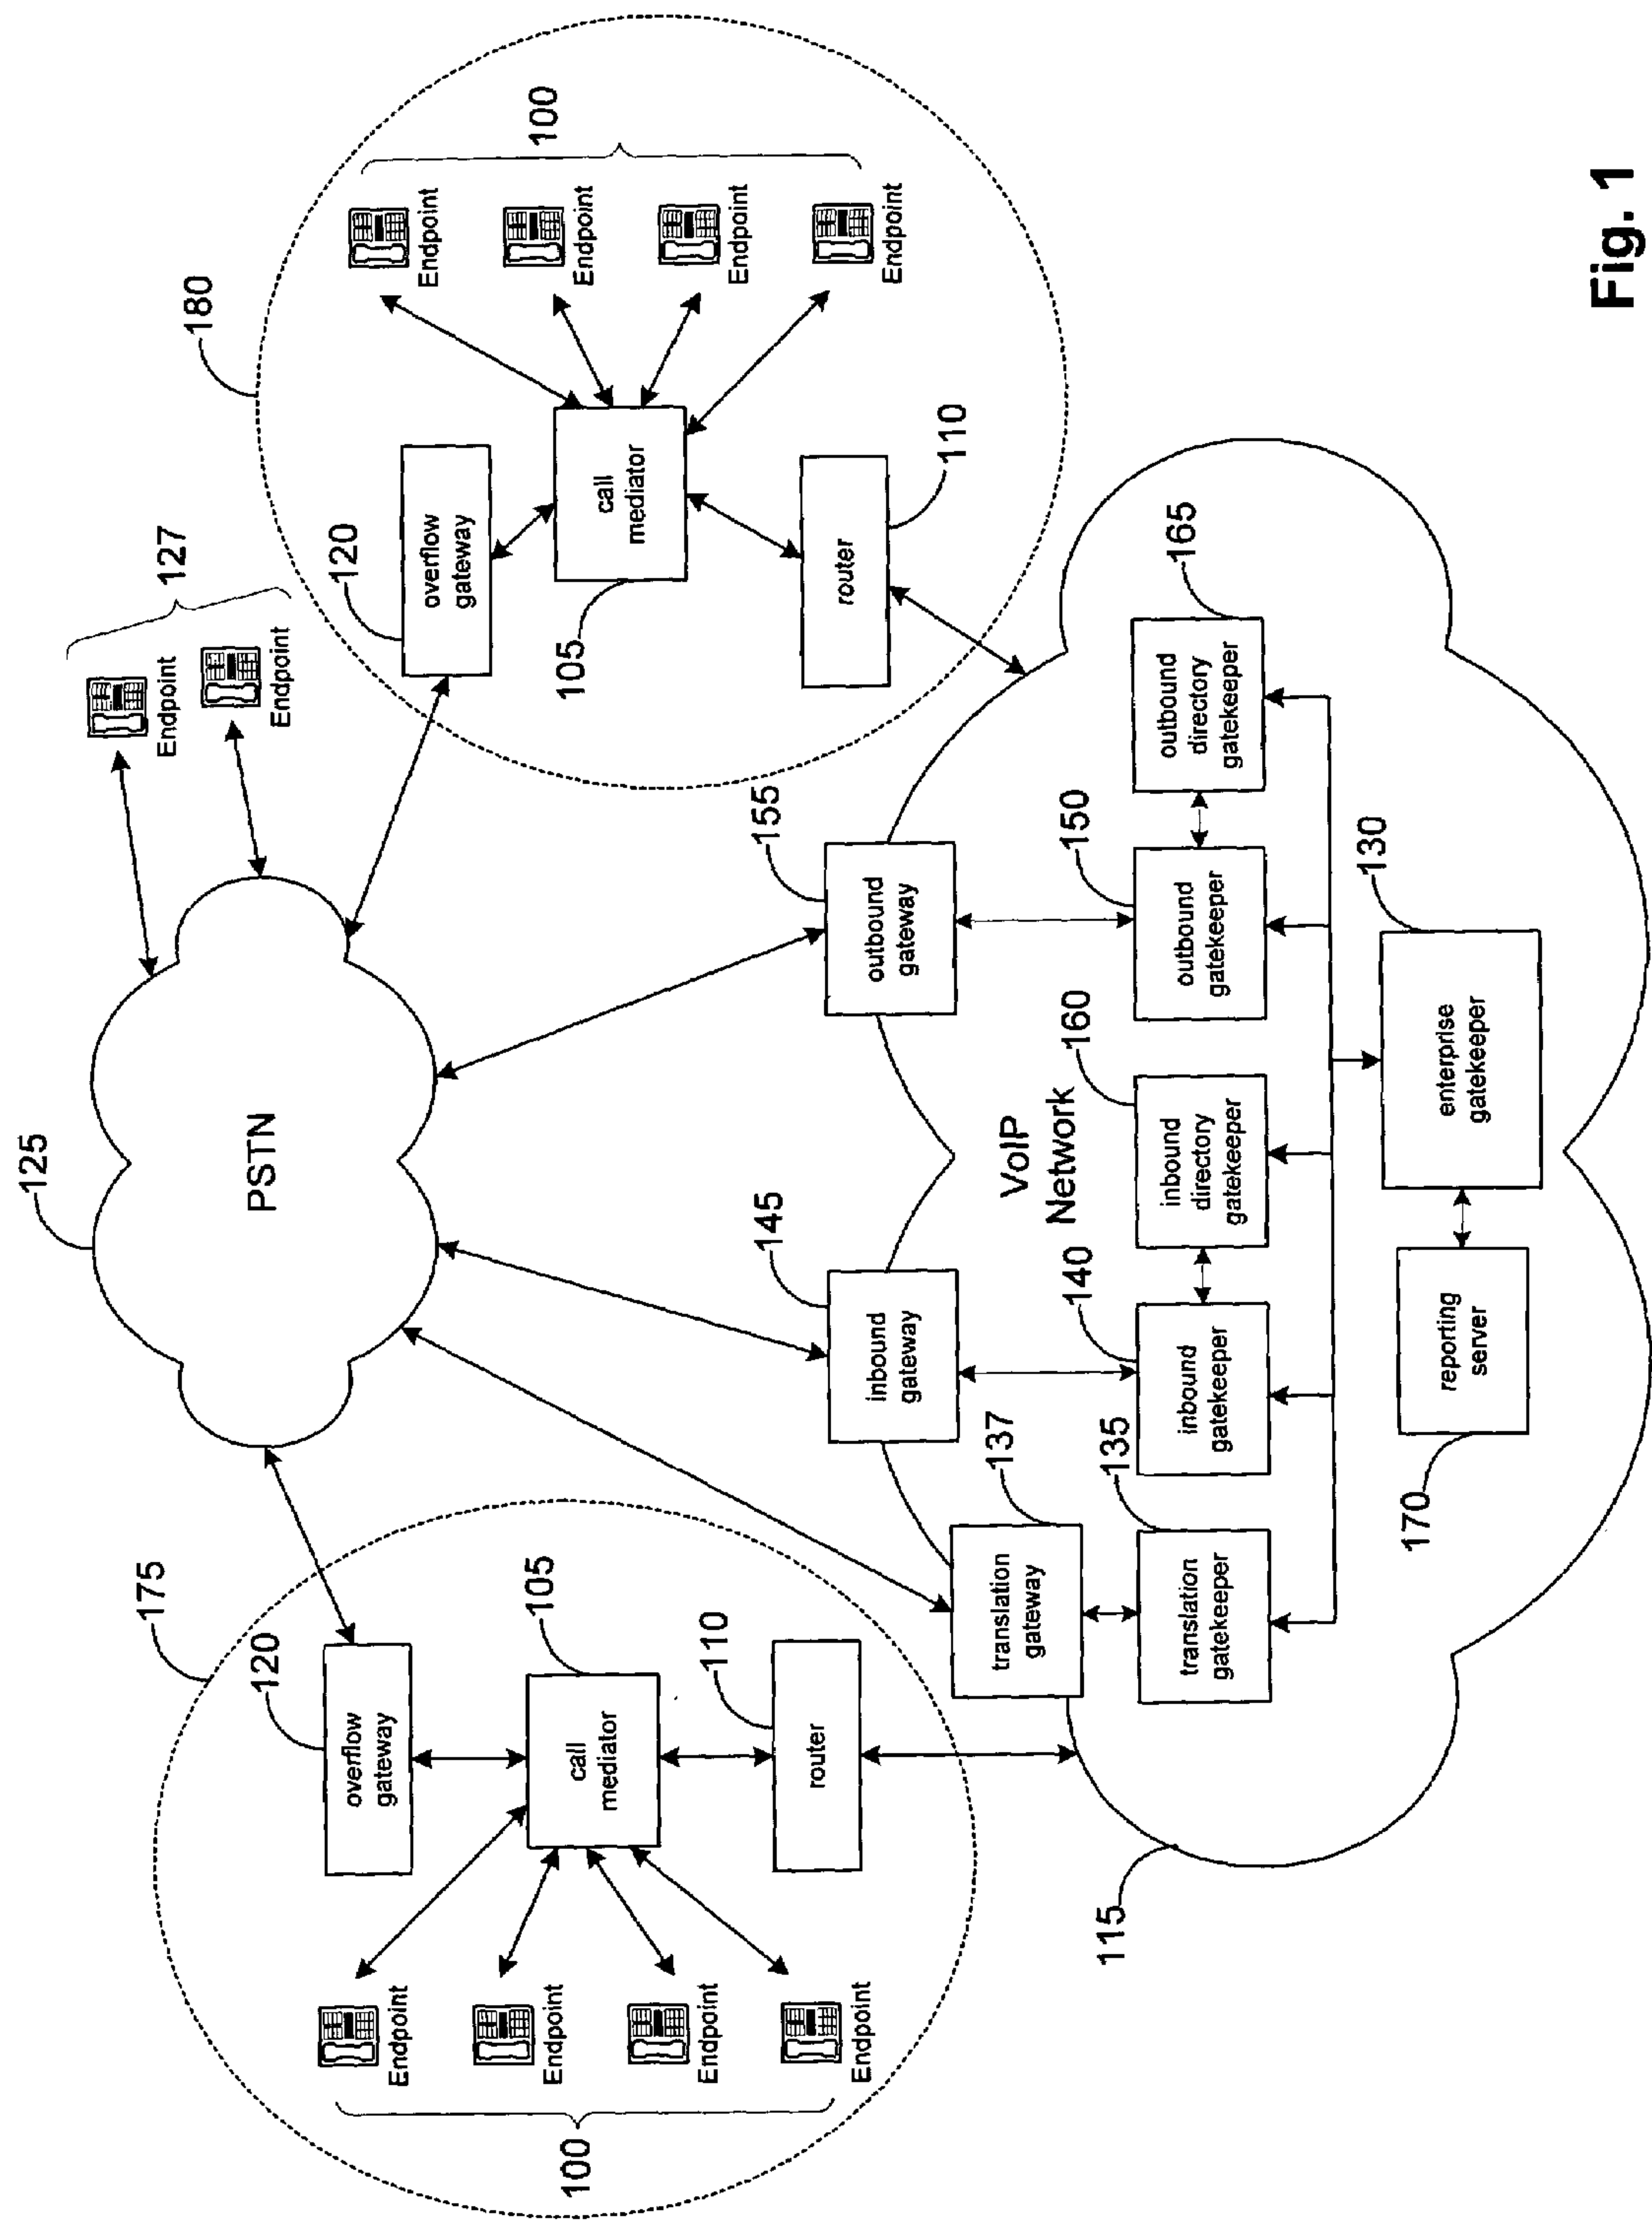 125
PSTN
127
Endpoint
Endpoint
175
120
overflow
gateway
105
call
mediator
110
router
Endpoint
Endpoint
Endpoint
Endpoint
100
180
120
overflow
gateway
105
call
mediator
110
router
Endpoint
Endpoint
Endpoint
Endpoint
100
115
VoIP
Network
137
translation
gateway
145
inbound
gateway
155
outbound
gateway
135
translation
gatekeeper
140
inbound
gatekeeper
160
inbound
directory
gatekeeper
150
outbound
gatekeeper
165
outbound
directory
gatekeeper
170
reporting
server
130
enterprise
gatekeeper
Fig. 1